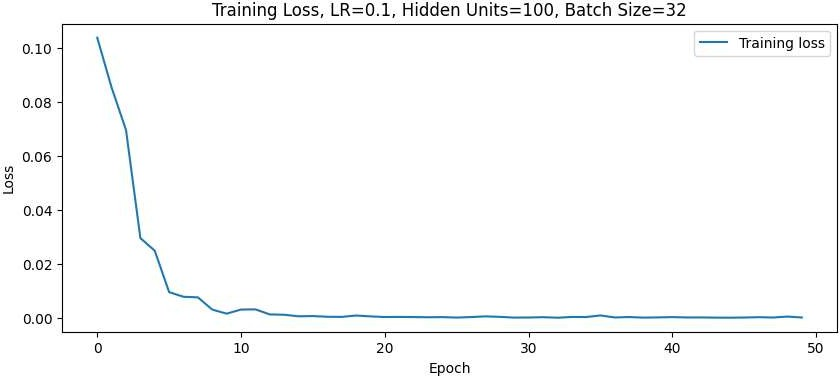 Training Loss, LR=0.1, Hidden Units=100, Batch Size=32
Training loss
Loss
0.10
0.08
0.06
0.04
0.02
0.00
0 10 20 30 40 50
Epoch